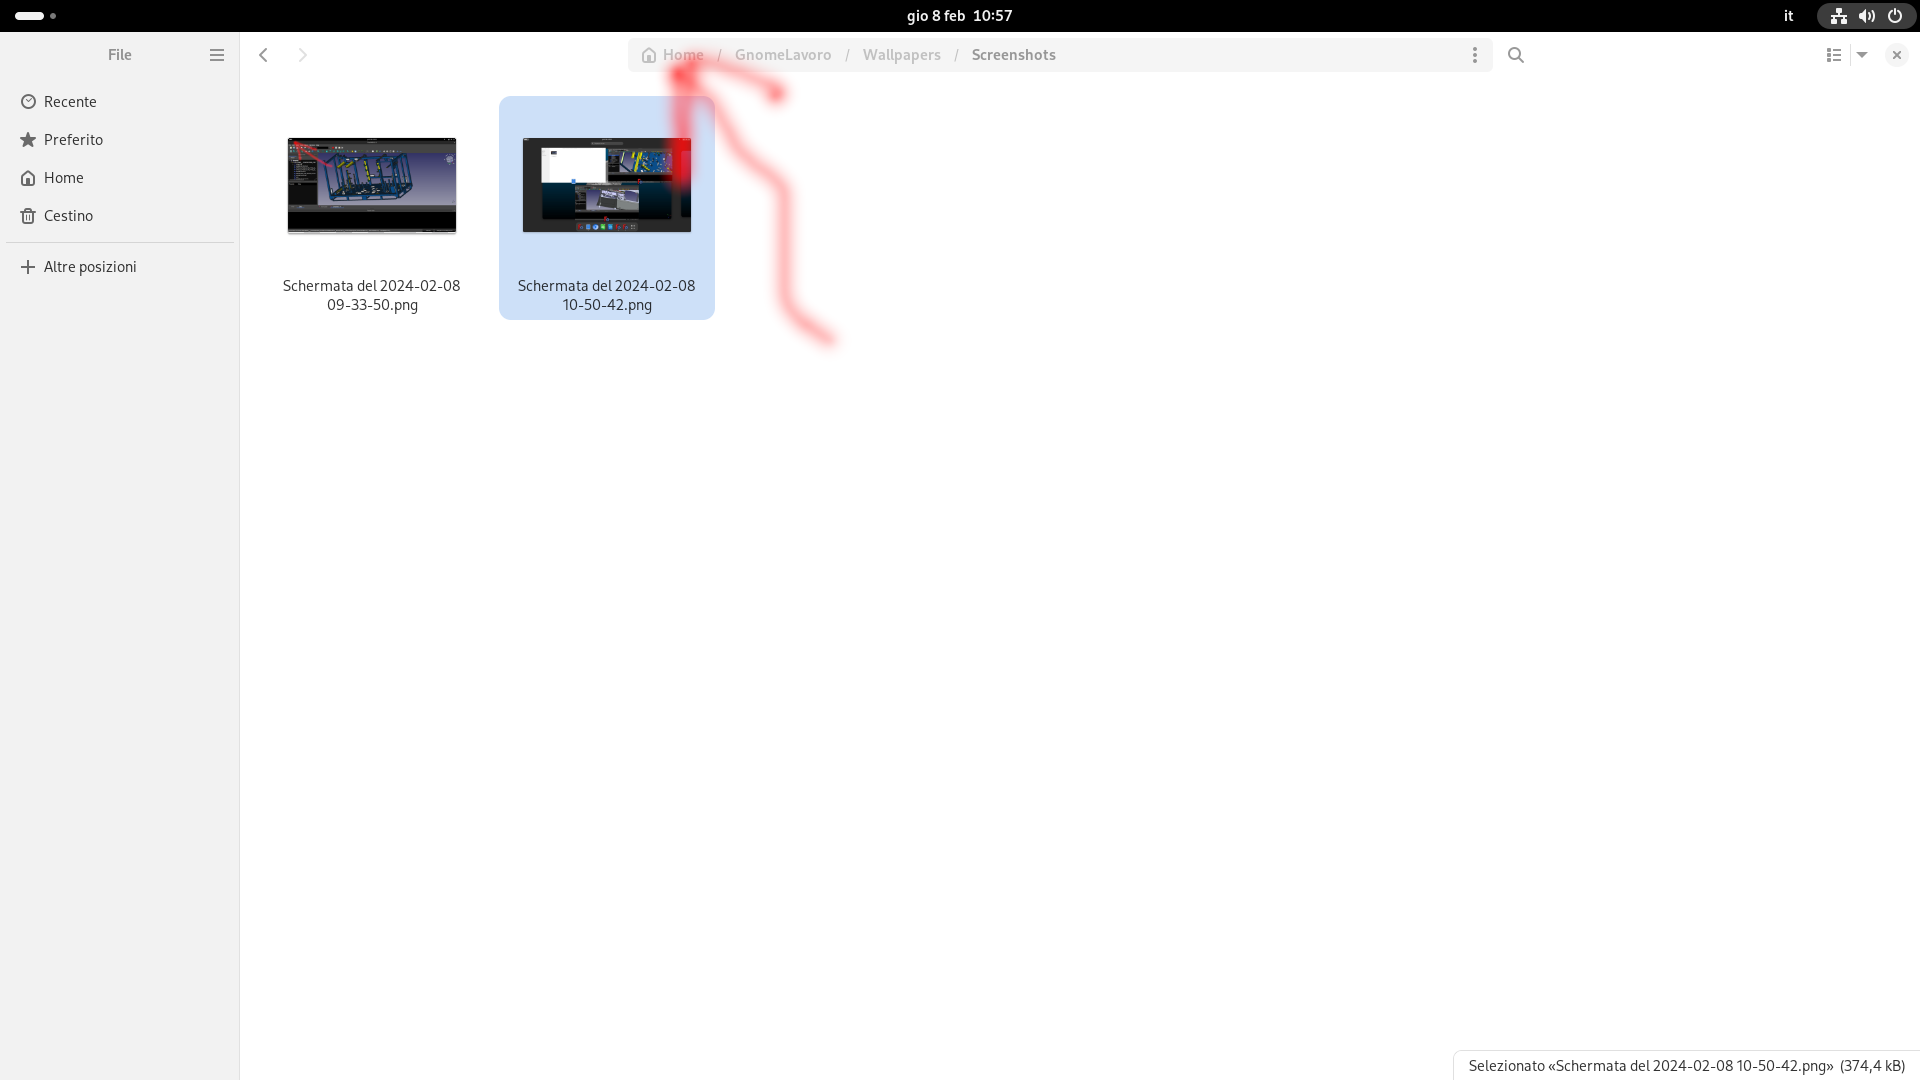 gio 8 feb 10:57
it
File
Home / GnomeLavoro / Wallpapers / Screenshots
Recente
Preferito
Home
Cestino
Altre posizioni
Schermata del 2024-02-08
09-33-50.png
Schermata del 2024-02-08
10-50-42.png
Selezionato «Schermata del 2024-02-08 10-50-42.png» (374,4 kB)